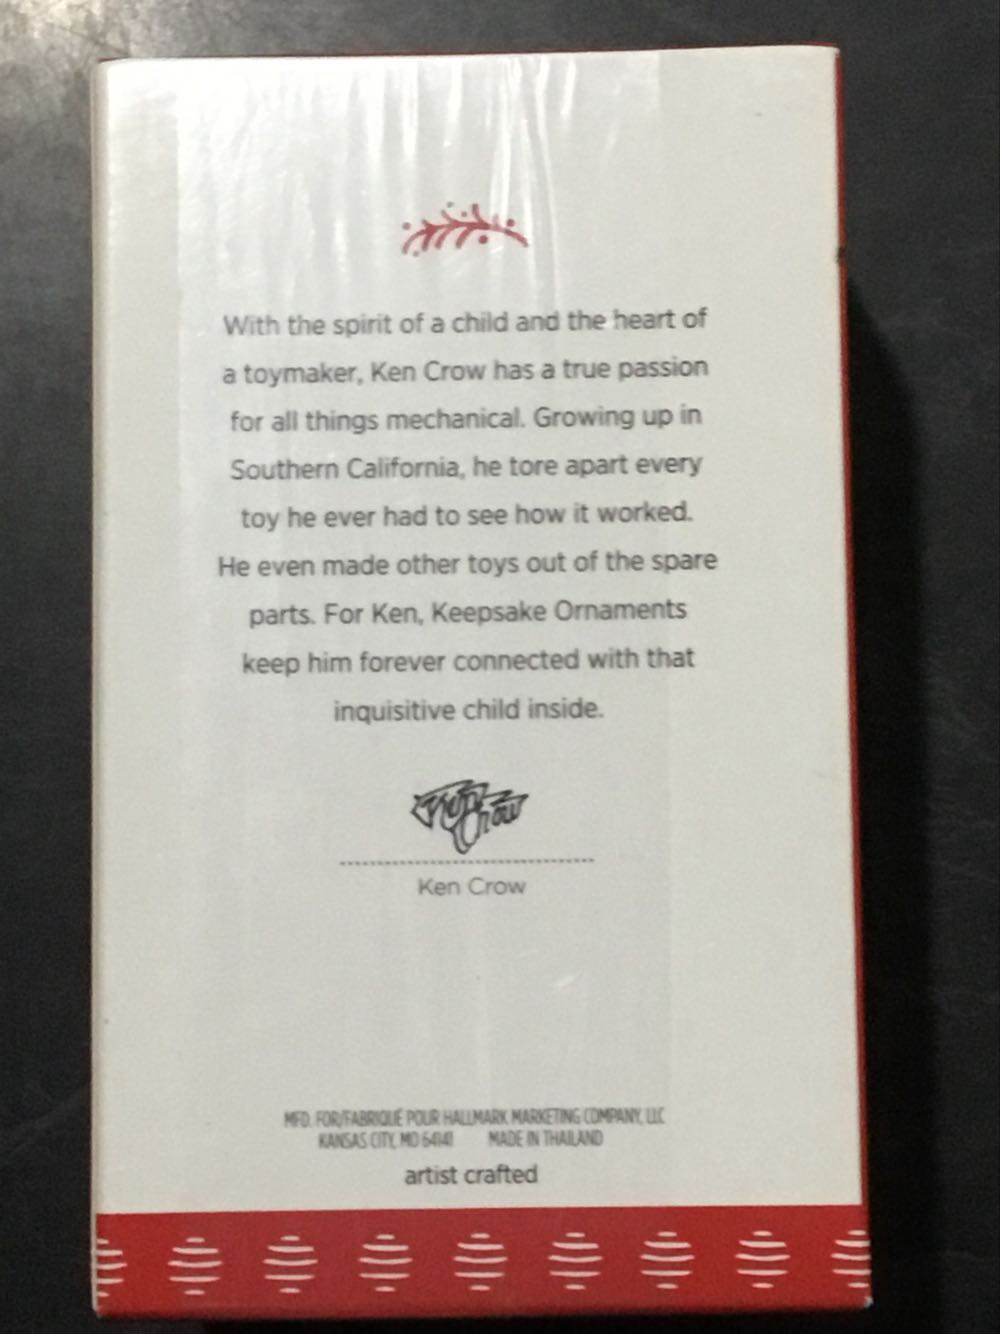 With the spirit of a child and the heart of
a toymaker, Ken Crow has a true passion
for all things mechanical. Growing up in
Southern California, he tore apart every
toy he ever had to see how it worked.
He even made other toys out of the spare
parts. For Ken, Keepsake Ornaments
keep him forever connected with that
inquisitive child inside.
Ken Crow
Ken Crow
MFD. FOR/FABRIQUÉ POUR HALLMARK MARKETING COMPANY, LLC
KANSAS CITY, MO 64141 MADE IN THAILAND
artist crafted